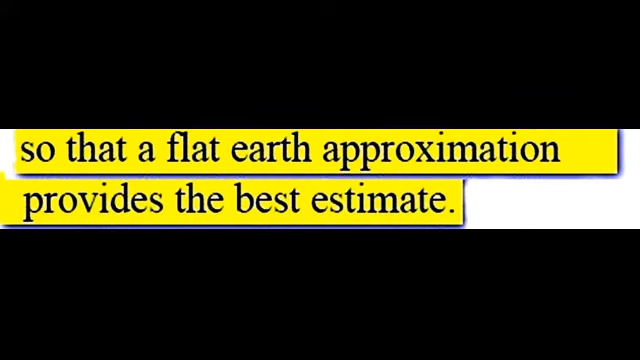 so that a flat earth approximation
provides the best estimate.